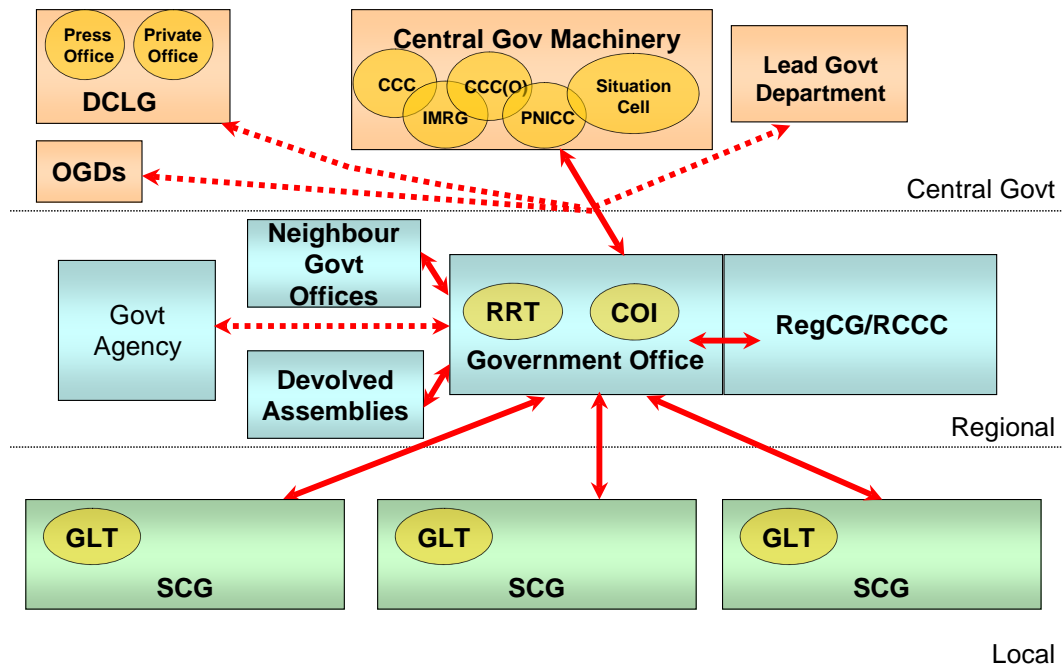 Press
Office
Private
Office
DCLG
Central Gov Machinery
CCC
CCC(O)
IMRG
PNICC
Situation
Cell
Lead Govt
Department
OGDs
Central Govt
Neighbour
Govt
Offices
Govt
Agency
Devolved
Assemblies
RRT
COI
Government Office
RegCG/RCCC
Regional
GLT
SCG
GLT
SCG
GLT
SCG
Local